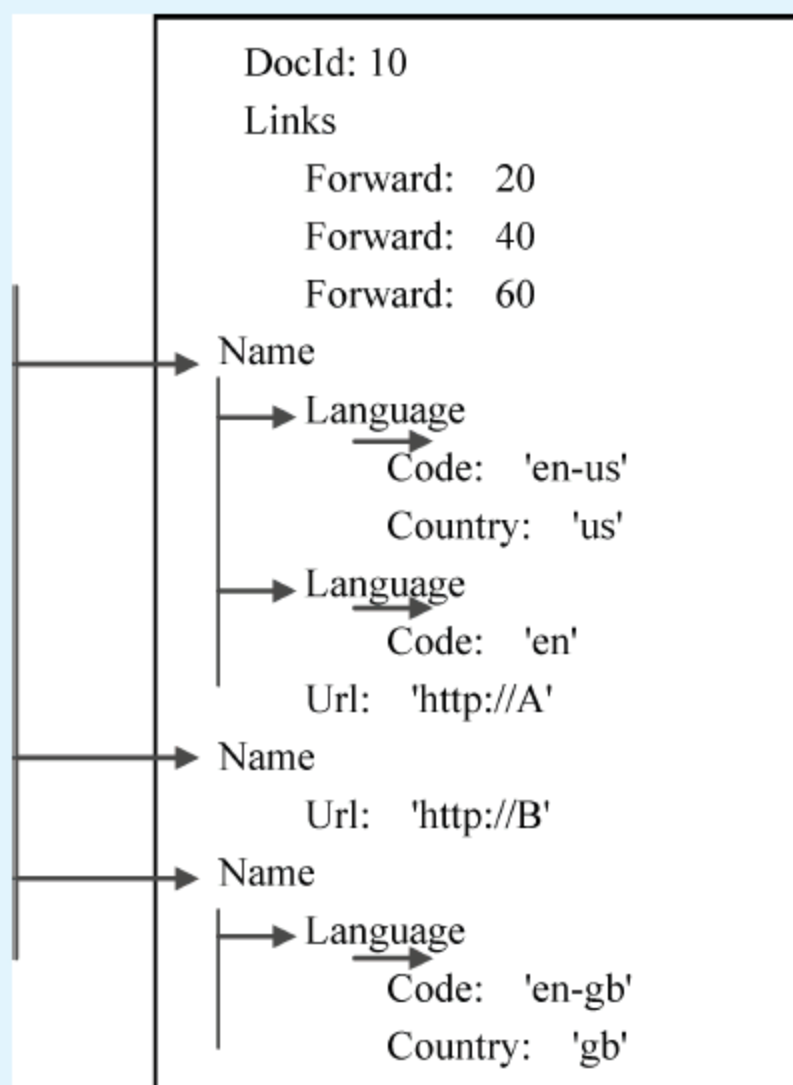 DocId: 10
Links
Forward: 20
Forward: 40
Forward: 60
Name
Language
Code: 'en-us'
Country: 'us'
Language
Code: 'en'
Url: 'http://A'
Name
Url: 'http://B'
Name
Language
Code: 'en-gb'
Country: 'gb'